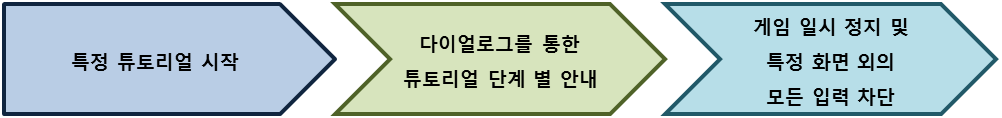 특정 튜토리얼 시작
다이얼로그를 통한
튜토리얼 단계 별 안내
게임 일시 정지 및
특정 화면 외의
모든 입력 차단